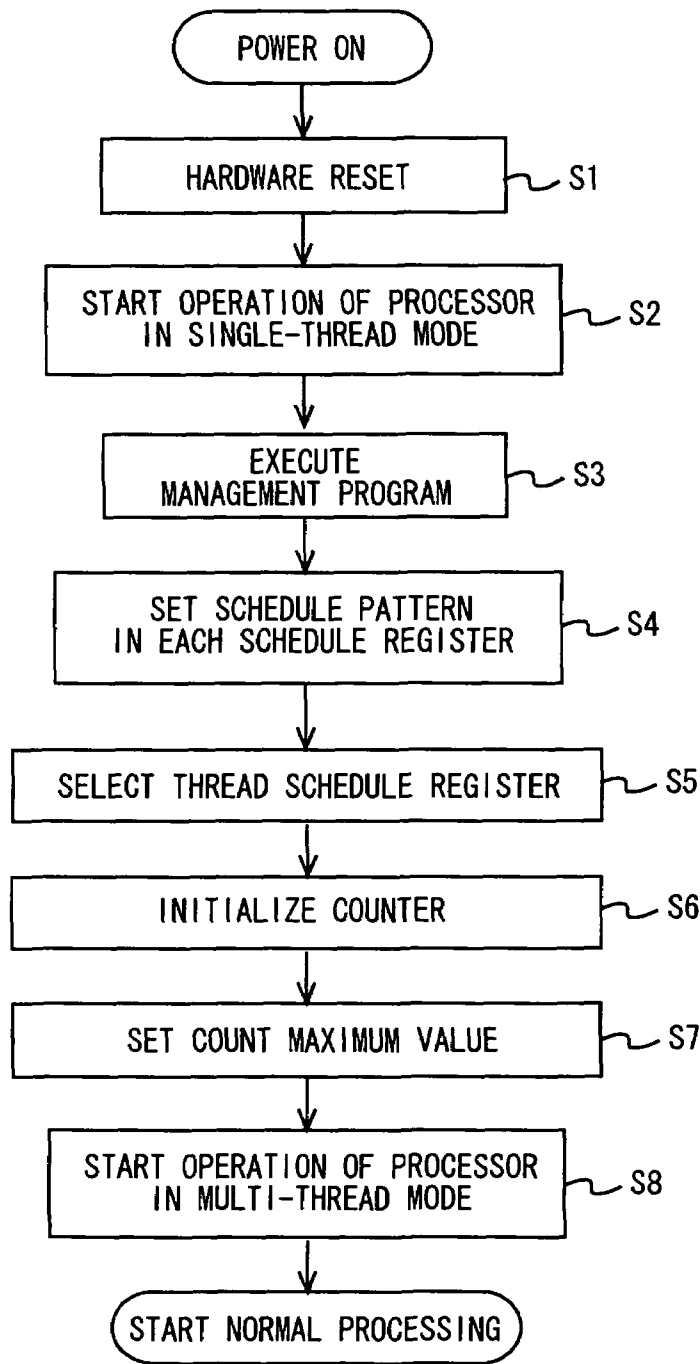 POWER ON
HARDWARE RESET
S1
START OPERATION OF PROCESSOR
IN SINGLE-THREAD MODE
S2
EXECUTE
MANAGEMENT PROGRAM
S3
SET SCHEDULE PATTERN
IN EACH SCHEDULE REGISTER
S4
SELECT THREAD SCHEDULE REGISTER
S5
INITIALIZE COUNTER
S6
SET COUNT MAXIMUM VALUE
S7
START OPERATION OF PROCESSOR
IN MULTI-THREAD MODE
S8
START NORMAL PROCESSING